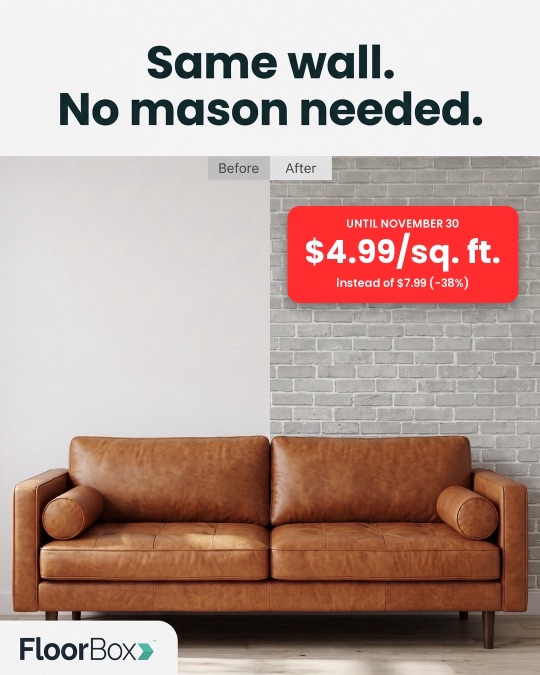 Same wall.
No mason needed.
Before After
UNTIL NOVEMBER 30
$4.99/sq. ft.
instead of $7.99 (-38%)
FloorBox